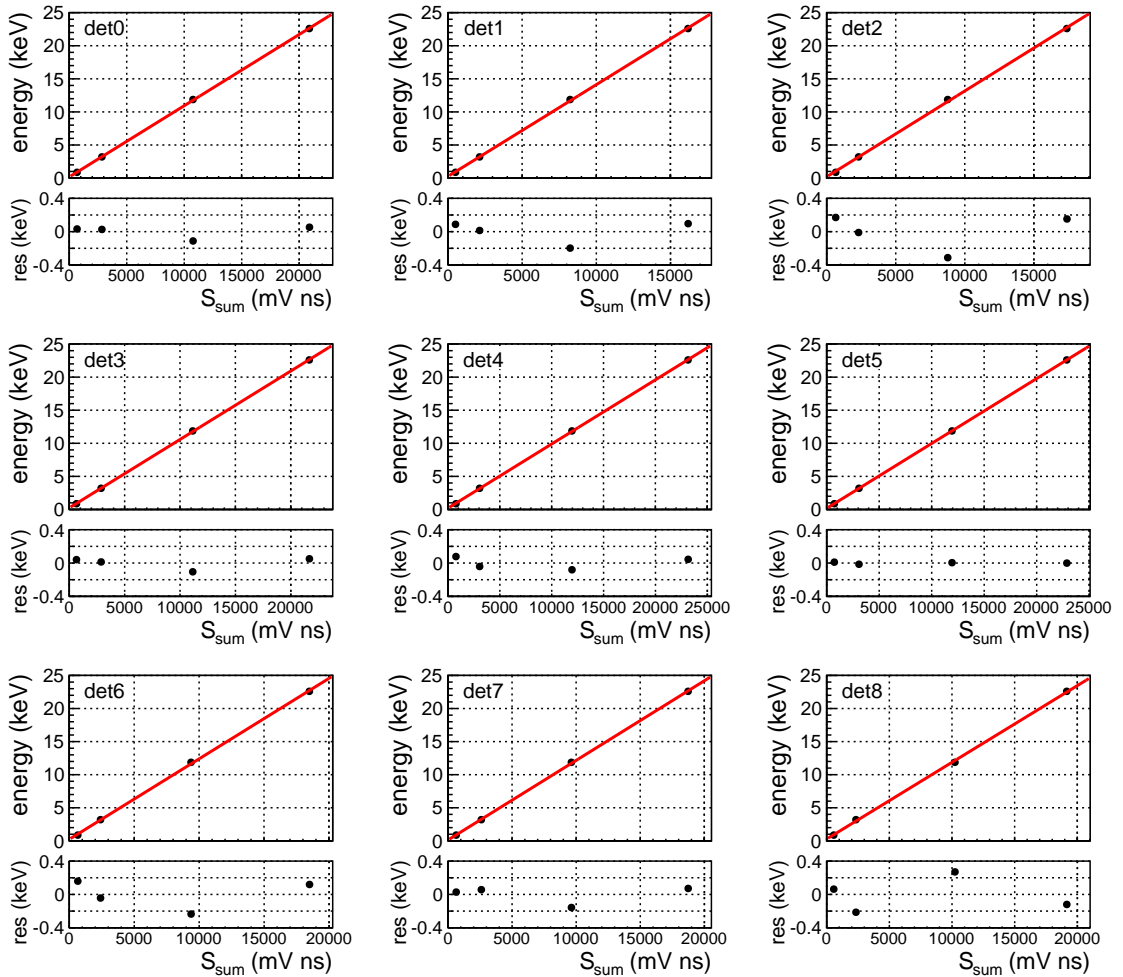 det0
energy (keV)
25
20
15
10
5
0
res (keV)
0.4
0
-0.4
0 5000 10000 15000 20000
S_sum (mV ns)
det1
energy (keV)
25
20
15
10
5
0
res (keV)
0.4
0
-0.4
0 5000 10000 15000
S_sum (mV ns)
det2
energy (keV)
25
20
15
10
5
0
res (keV)
0.4
0
-0.4
0 5000 10000 15000
S_sum (mV ns)
det3
energy (keV)
25
20
15
10
5
0
res (keV)
0.4
0
-0.4
0 5000 10000 15000 20000
S_sum (mV ns)
det4
energy (keV)
25
20
15
10
5
0
res (keV)
0.4
0
-0.4
0 5000 10000 15000 20000 25000
S_sum (mV ns)
det5
energy (keV)
25
20
15
10
5
0
res (keV)
0.4
0
-0.4
0 5000 10000 15000 20000 25000
S_sum (mV ns)
det6
energy (keV)
25
20
15
10
5
0
res (keV)
0.4
0
-0.4
0 5000 10000 15000 20000
S_sum (mV ns)
det7
energy (keV)
25
20
15
10
5
0
res (keV)
0.4
0
-0.4
0 5000 10000 15000 20000
S_sum (mV ns)
det8
energy (keV)
25
20
15
10
5
0
res (keV)
0.4
0
-0.4
0 5000 10000 15000 20000
S_sum (mV ns)